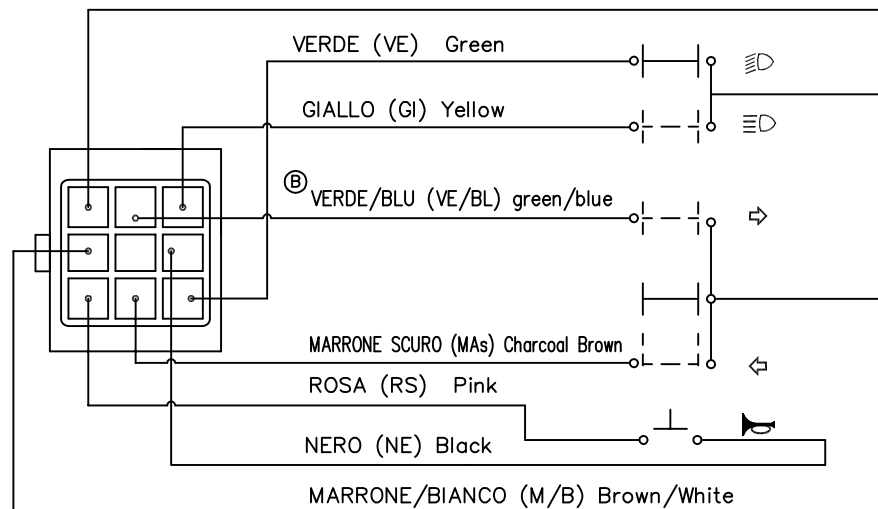 VERDE (VE) Green
GIALLO (GI) Yellow
B
VERDE/BLU (VE/BL) green/blue
MARRONE SCURO (MAs) Charcoal Brown
ROSA (RS) Pink
NERO (NE) Black
MARRONE/BIANCO (M/B) Brown/White